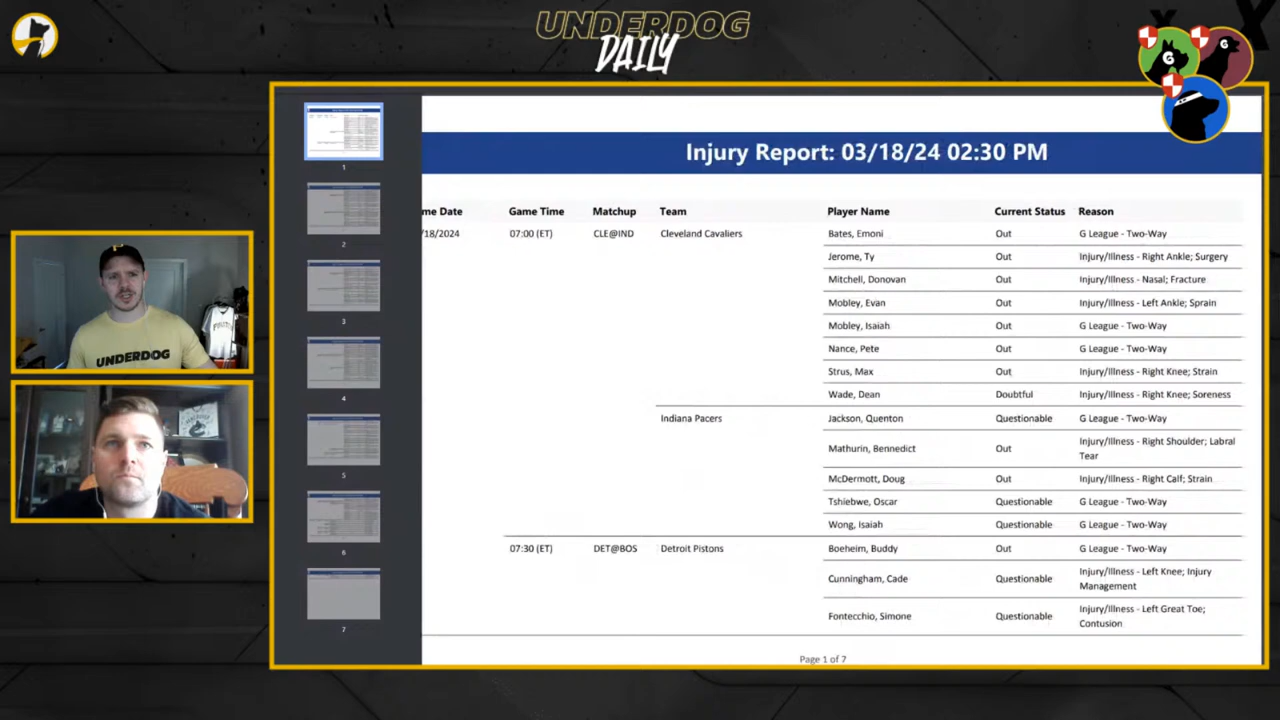 UNDERDOG
DAILY
G G
Injury Report: 03/18/24 02:30 PM
me Date Game Time Matchup Team Player Name Current Status Reason
/18/2024 07:00 (ET) CLE@IND Cleveland Cavaliers Bates, Emoni Out G League - Two-Way
Jerome, Ty Out Injury/Illness - Right Ankle; Surgery
Mitchell, Donovan Out Injury/Illness - Nasal; Fracture
Mobley, Evan Out Injury/Illness - Left Ankle; Sprain
Mobley, Isaiah Out G League - Two-Way
Nance, Pete Out G League - Two-Way
Strus, Max Out Injury/Illness - Right Knee; Strain
Wade, Dean Doubtful Injury/Illness - Right Knee; Soreness
Indiana Pacers Jackson, Quenton Questionable G League - Two-Way
Mathurin, Bennedict Out Injury/Illness - Right Shoulder; Labral
Tear
McDermott, Doug Out Injury/Illness - Right Calf; Strain
Tshiebwe, Oscar Questionable G League - Two-Way
Wong, Isaiah Questionable G League - Two-Way
07:30 (ET) DET@BOS Detroit Pistons Boeheim, Buddy Out G League - Two-Way
Cunningham, Cade Questionable Injury/Illness - Left Knee; Injury
Management
Fontecchio, Simone Questionable Injury/Illness - Left Great Toe;
Contusion
Page 1 of 7
1
2
3
4
5
6
7
UNDERDOG